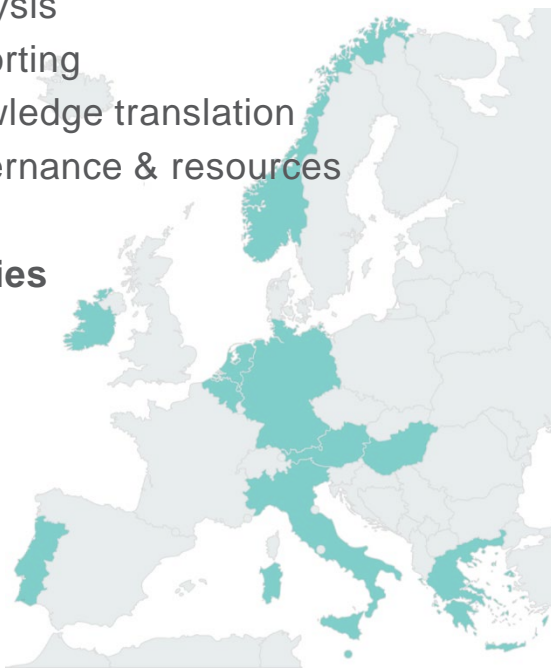 ysis
orting
wledge translation
ernance & resources
ies